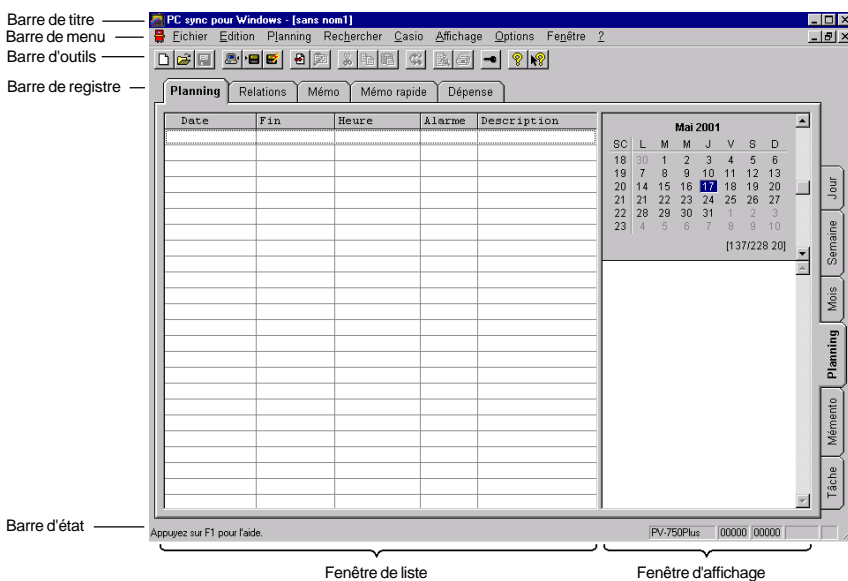 Barre de titre
PC sync pour Windows - [sans nom1]
Barre de menu
Fichier Edition Planning Rechercher Casio Affichage Options Fenêtre ?
Barre d'outils
Barre de registre
Planning Relations Mémo Mémo rapide Dépense
Date Fin Heure Alarme Description
Mai 2001
SC L M M J V S D
18 30 1 2 3 4 5 6
19 7 8 9 10 11 12 13
20 14 15 16 17 18 19 20
21 21 22 23 24 25 26 27
22 28 29 30 31 1 2 3
23 4 5 6 7 8 9 10
[137/228 20]
Jour
Semaine
Mois
Planning
Mémento
Tâche
Barre d'état
Appuyez sur F1 pour l'aide.
PV-750Plus 00000 00000
Fenêtre de liste
Fenêtre d'affichage